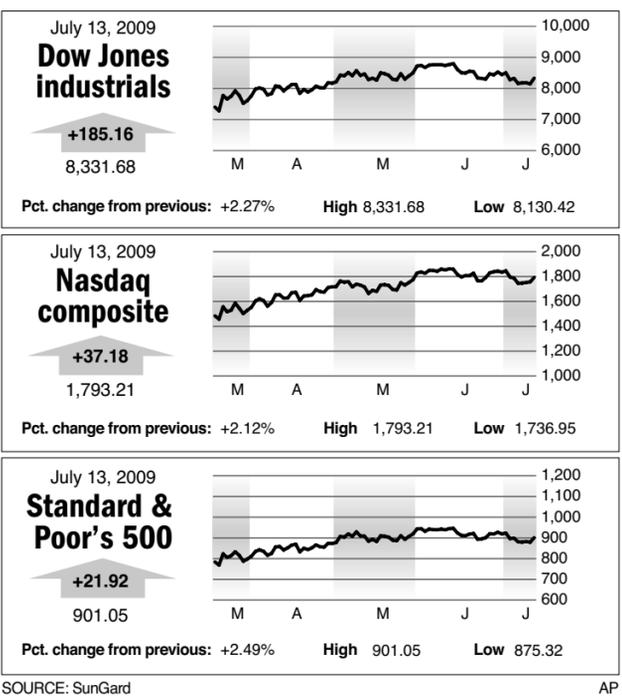 July 13, 2009
Dow Jones
industrials
+185.16
8,331.68
10,000
9,000
8,000
7,000
6,000
M A M J J
Pct. change from previous: +2.27% High 8,331.68 Low 8,130.42
July 13, 2009
Nasdaq
composite
+37.18
1,793.21
2,000
1,800
1,600
1,400
1,200
1,000
M A M J J
Pct. change from previous: +2.12% High 1,793.21 Low 1,736.95
July 13, 2009
Standard &
Poor's 500
+21.92
901.05
1,200
1,100
1,000
900
800
700
600
M A M J J
Pct. change from previous: +2.49% High 901.05 Low 875.32
SOURCE: SunGard AP